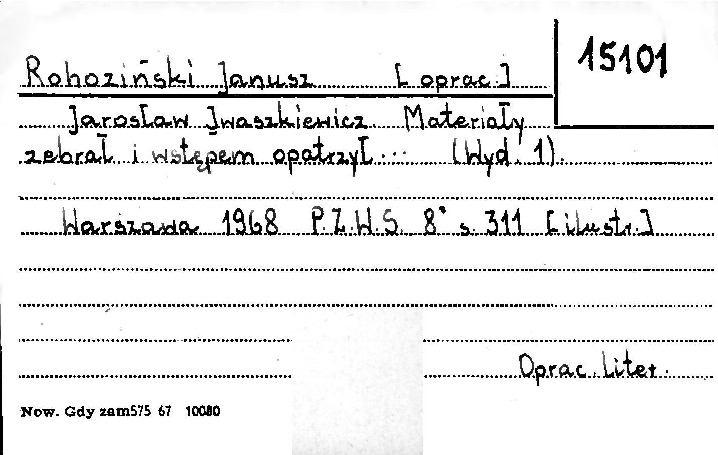 15101
Rohoziński Janusz [oprac.]
Jarosław Iwaszkiewicz. Materiały
zebrał i wstępem opatrzył... (Wyd. 1).
Warszawa 1968 P.Z.W.S. 8° s. 311 [ilustr.]
Oprac. liter.
Now. Gdy zam575 67 10080